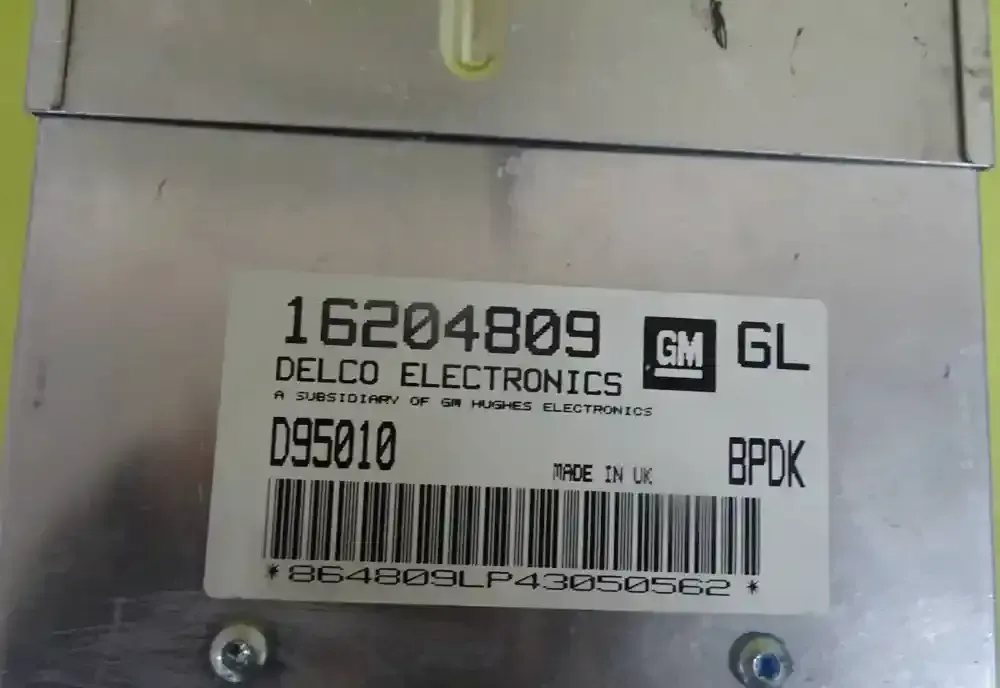 16204809 GM GL
DELCO ELECTRONICS
A SUBSIDIARY OF GM HUGHES ELECTRONICS
D95010 MADE IN UK BPDK
*864809LP43050562*